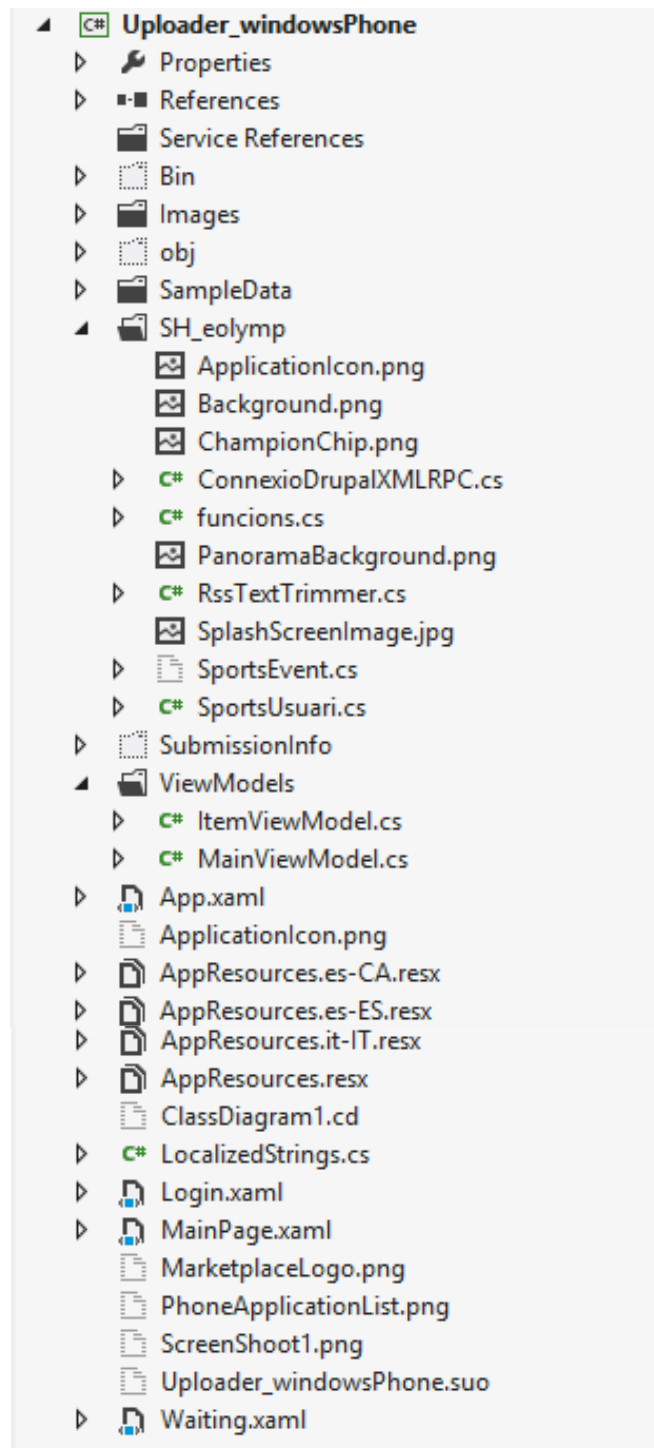 C# Uploader_windowsPhone
Properties
References
Service References
Bin
Images
obj
SampleData
SH_eolymp
ApplicationIcon.png
Background.png
ChampionChip.png
C# ConnexioDrupalXMLRPC.cs
C# funcions.cs
PanoramaBackground.png
C# RssTextTrimmer.cs
SplashScreenImage.jpg
SportsEvent.cs
C# SportsUsuari.cs
SubmissionInfo
ViewModels
C# ItemViewModel.cs
C# MainViewModel.cs
App.xaml
ApplicationIcon.png
AppResources.es-CA.resx
AppResources.es-ES.resx
AppResources.it-IT.resx
AppResources.resx
ClassDiagram1.cd
C# LocalizedStrings.cs
Login.xaml
MainPage.xaml
MarketplaceLogo.png
PhoneApplicationList.png
ScreenShoot1.png
Uploader_windowsPhone.suo
Waiting.xaml